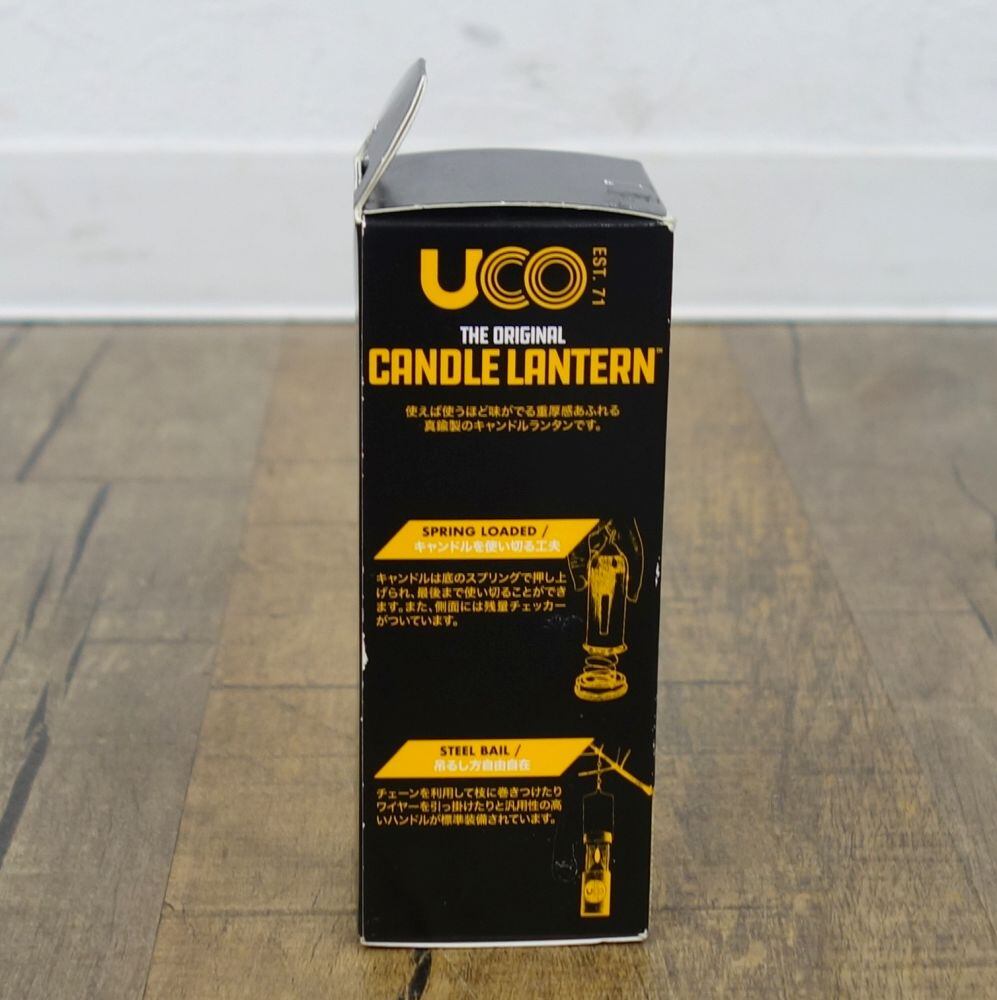 UCO EST. 71
THE ORIGINAL
CANDLE LANTERN™
使えば使うほど味がでる重厚感あふれる
真鍮製のキャンドルランタンです。
SPRING LOADED /
キャンドルを使い切る工夫
キャンドルは底のスプリングで押し上
げられ、最後まで使い切ることができ
ます。また、側面には残量チェッカー
がついています。
STEEL BAIL /
吊るし方自由自在
チェーンを利用して枝に巻きつけたり
ワイヤーを引っ掛けたりと汎用性の高
いハンドルが標準装備されています。